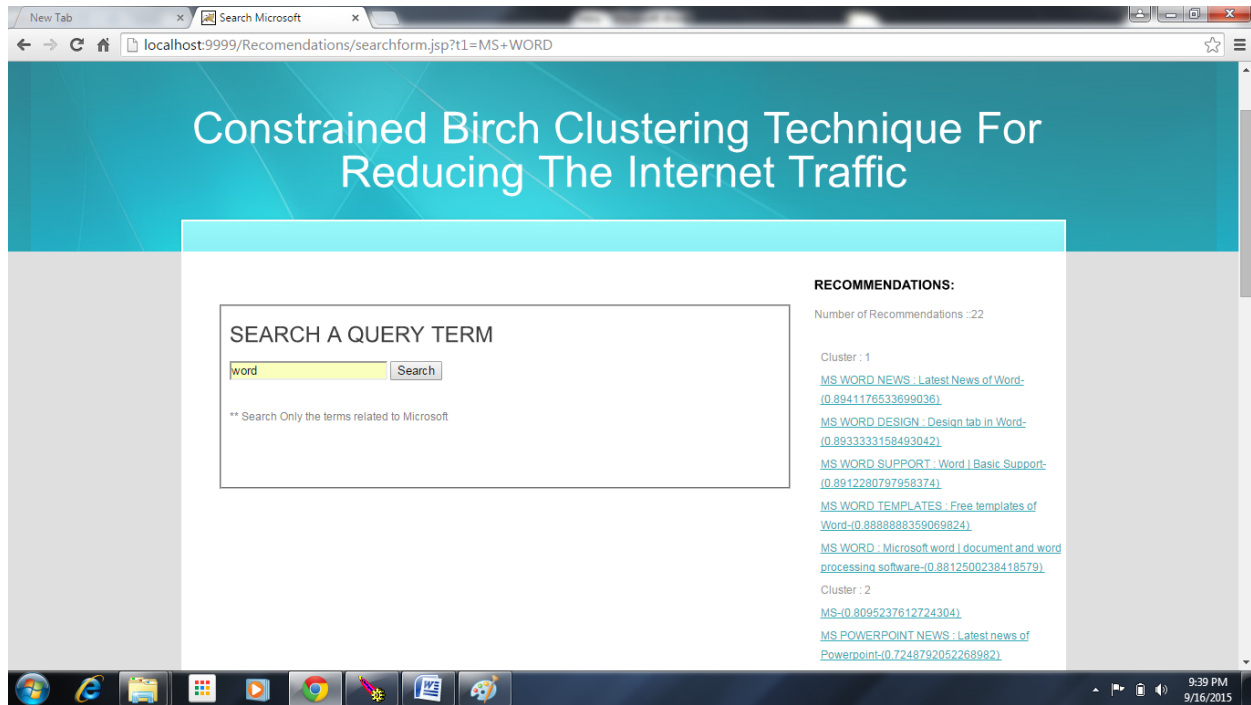 New Tab
Search Microsoft
localhost:9999/Recomendations/searchform.jsp?t1=MS+WORD
Constrained Birch Clustering Technique For
Reducing The Internet Traffic
SEARCH A QUERY TERM
word
Search
** Search Only the terms related to Microsoft
RECOMMENDATIONS:
Number of Recommendations ::22
Cluster : 1
MS WORD NEWS : Latest News of Word-
(0.8941176533699036)
MS WORD DESIGN : Design tab in Word-
(0.8933333158493042)
MS WORD SUPPORT : Word | Basic Support-
(0.8912280797958374)
MS WORD TEMPLATES : Free templates of
Word-(0.8888888359069824)
MS WORD : Microsoft word | document and word
processing software-(0.8812500238418579)
Cluster : 2
MS-(0.8095237612724304)
MS POWERPOINT NEWS : Latest news of
Powerpoint-(0.7248792052268982)
9:39 PM
9/16/2015